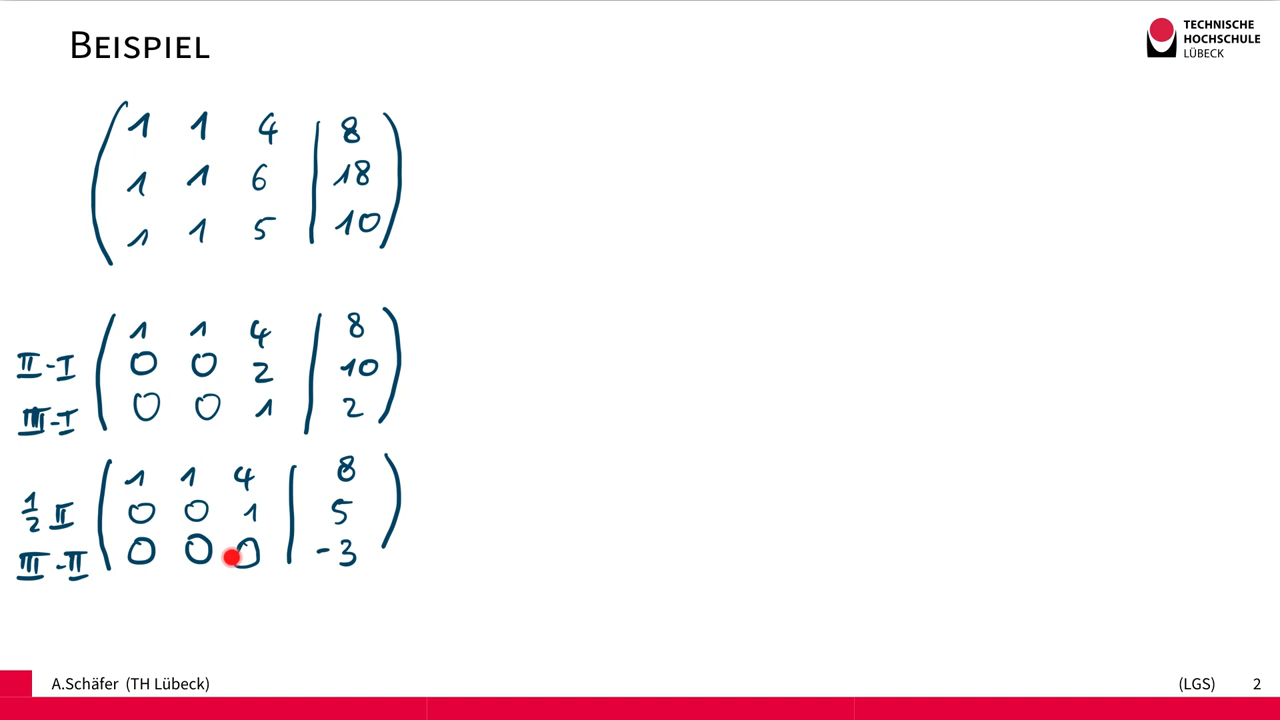 BEISPIEL
TECHNISCHE
HOCHSCHULE
LÜBECK
1 1 4 | 8
1 1 6 | 18
1 1 5 | 10
1 1 4 | 8
II-I 0 0 2 | 10
III-I 0 0 1 | 2
1 1 4 | 8
1/2 II 0 0 1 | 5
III-II 0 0 0 | -3
A.Schäfer (TH Lübeck) (LGS) 2